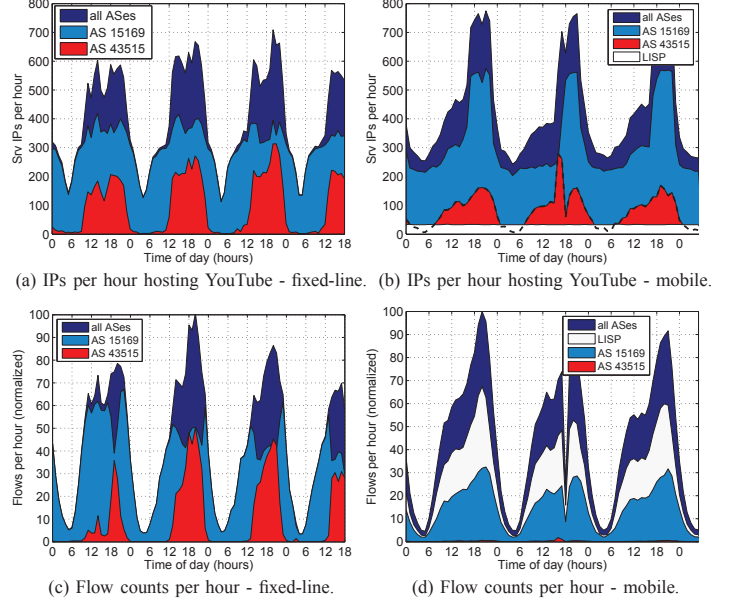 800
700
600
500
400
300
200
100
0
Srv IPs per hour
all ASes
AS 15169
AS 43515
0 6 12 18 0 6 12 18 0 6 12 18 0 6 12 18
Time of day (hours)
(a) IPs per hour hosting YouTube - fixed-line.
800
700
600
500
400
300
200
100
0
Srv IPs per hour
all ASes
AS 15169
AS 43515
LISP
0 6 12 18 0 6 12 18 0 6 12 18 0
Time of day (hours)
(b) IPs per hour hosting YouTube - mobile.
100
90
80
70
60
50
40
30
20
10
0
Flows per hour (normalized)
all ASes
AS 15169
AS 43515
0 6 12 18 0 6 12 18 0 6 12 18 0 6 12 18
Time of day (hours)
(c) Flow counts per hour - fixed-line.
100
90
80
70
60
50
40
30
20
10
0
Flows per hour (normalized)
all ASes
LISP
AS 15169
AS 43515
0 6 12 18 0 6 12 18 0 6 12 18 0
Time of day (hours)
(d) Flow counts per hour - mobile.